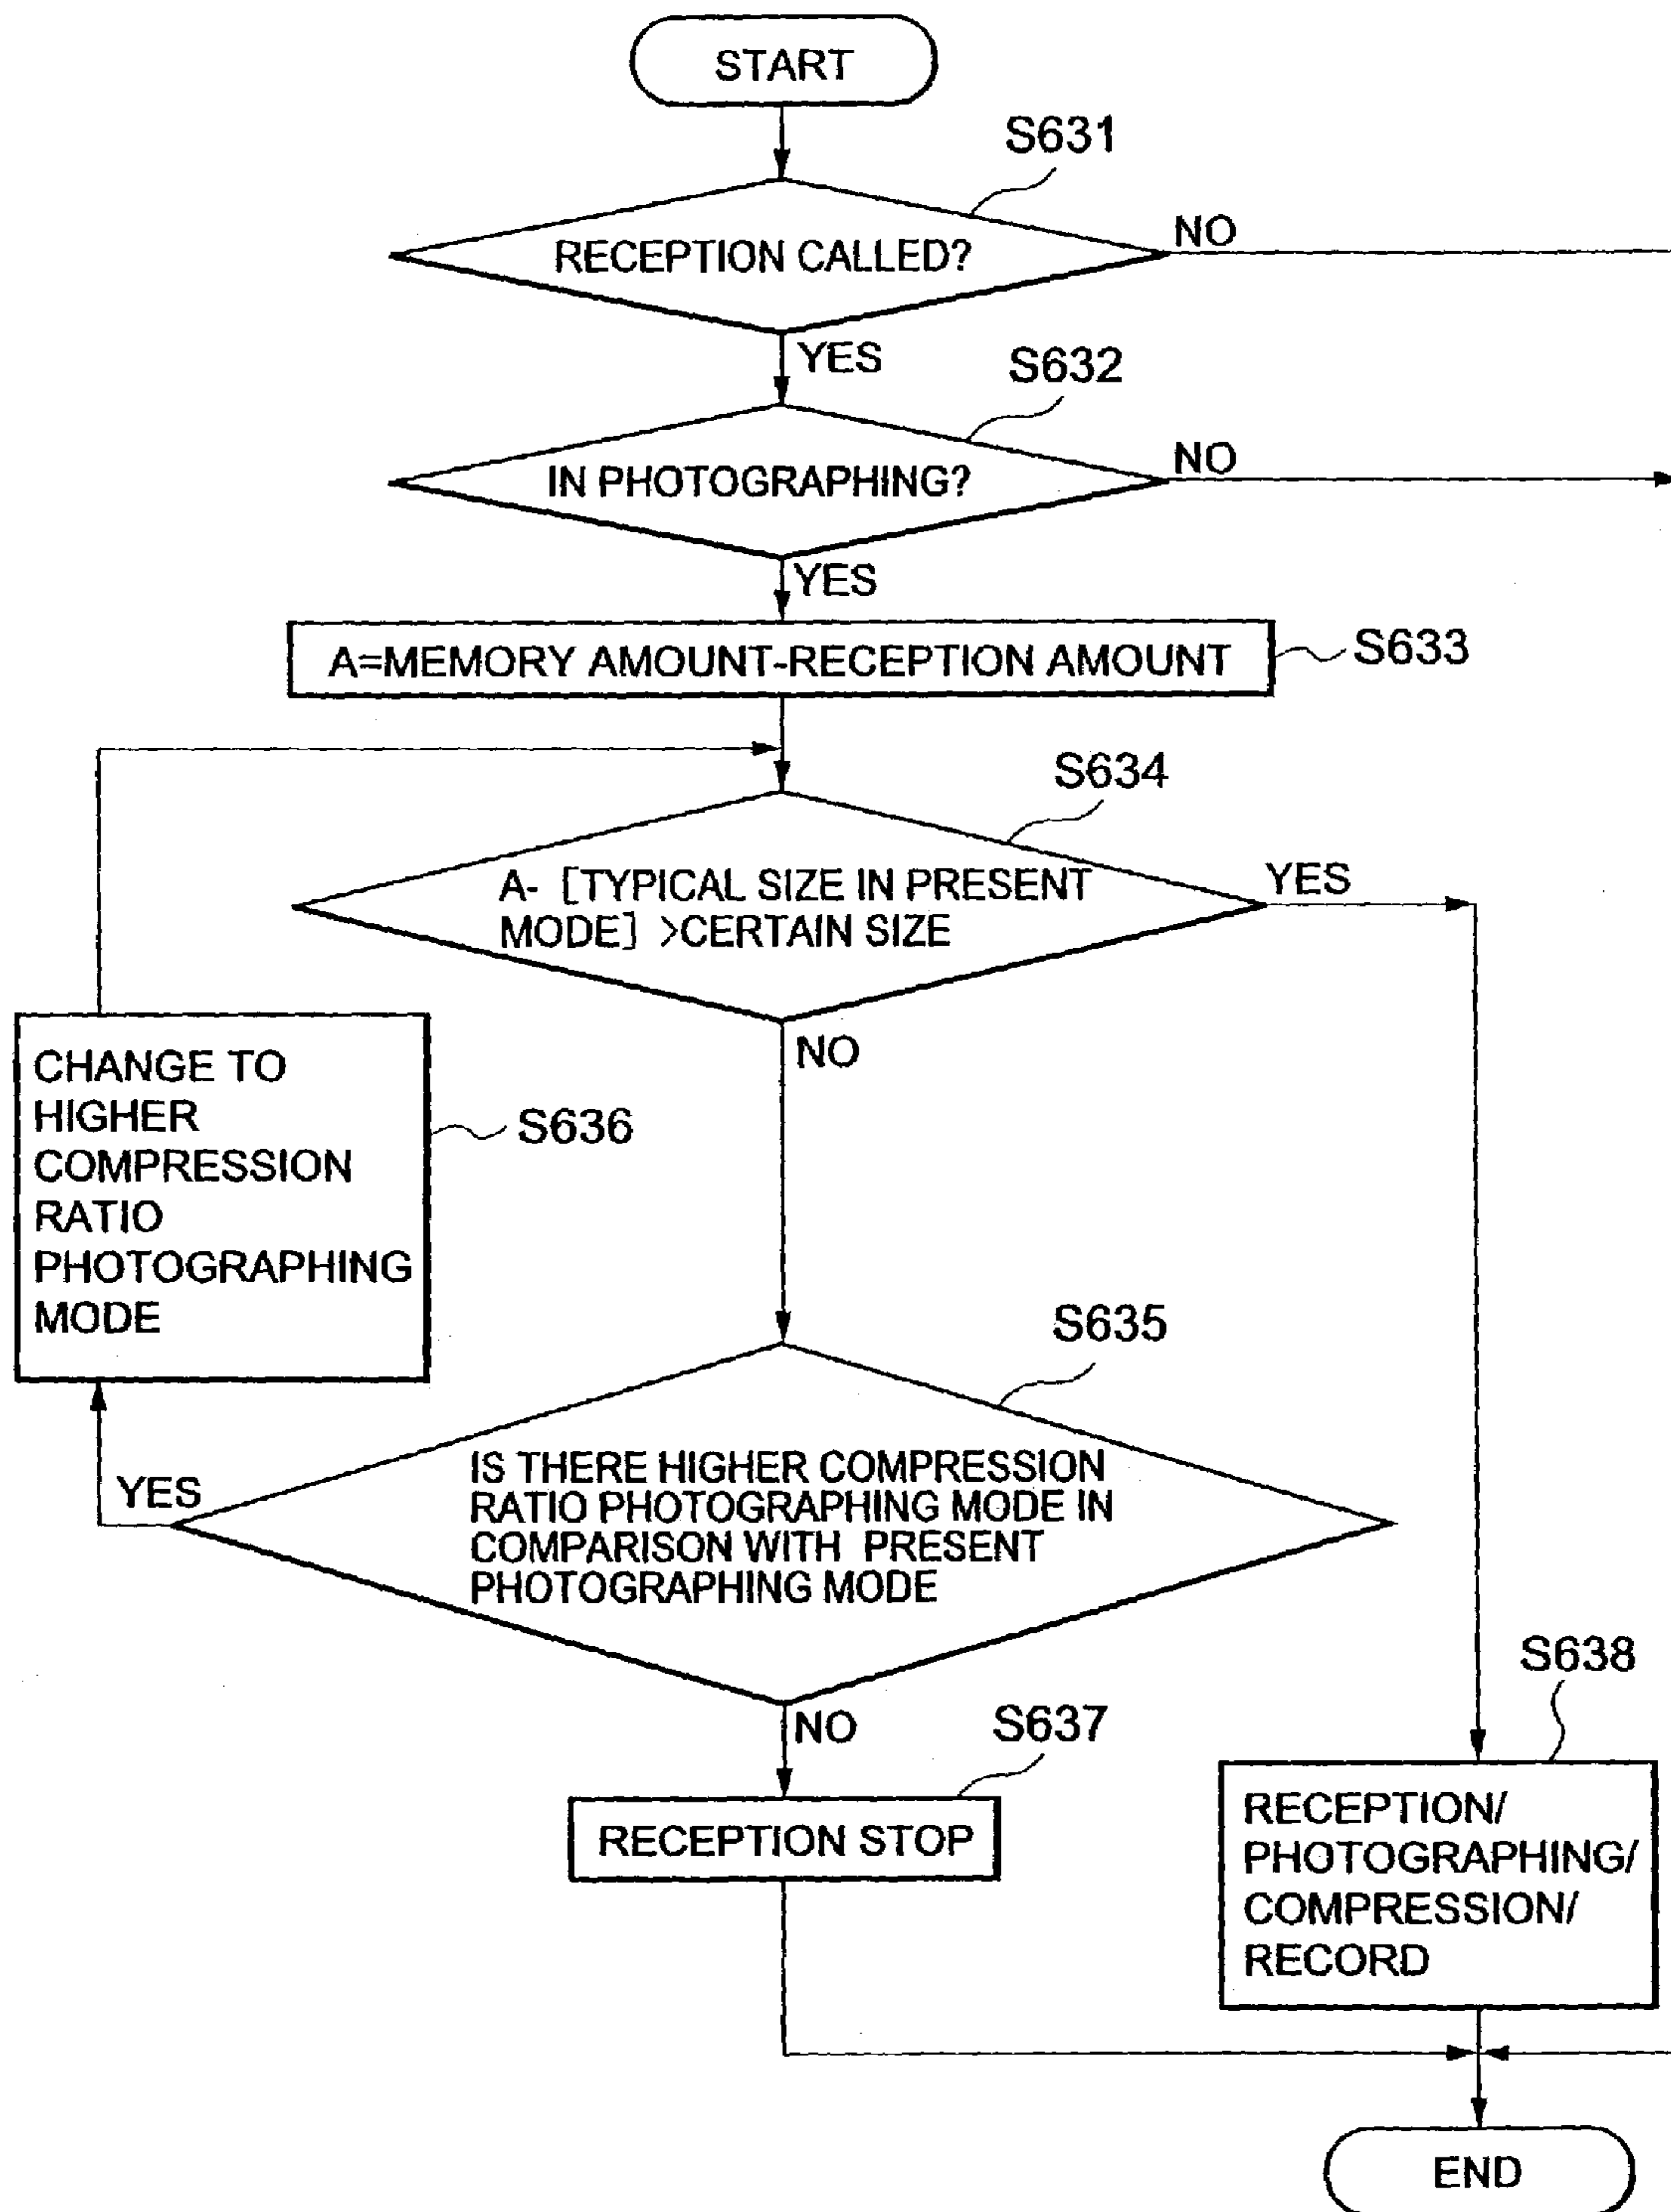 START
S631
RECEPTION CALLED?
NO
YES
S632
IN PHOTOGRAPHING?
NO
YES
A=MEMORY AMOUNT-RECEPTION AMOUNT
S633
S634
A- [TYPICAL SIZE IN PRESENT
MODE] >CERTAIN SIZE
YES
NO
CHANGE TO
HIGHER
COMPRESSION
RATIO
PHOTOGRAPHING
MODE
S636
S635
IS THERE HIGHER COMPRESSION
RATIO PHOTOGRAPHING MODE IN
COMPARISON WITH PRESENT
PHOTOGRAPHING MODE
YES
NO
S637
RECEPTION STOP
S638
RECEPTION/
PHOTOGRAPHING/
COMPRESSION/
RECORD
END